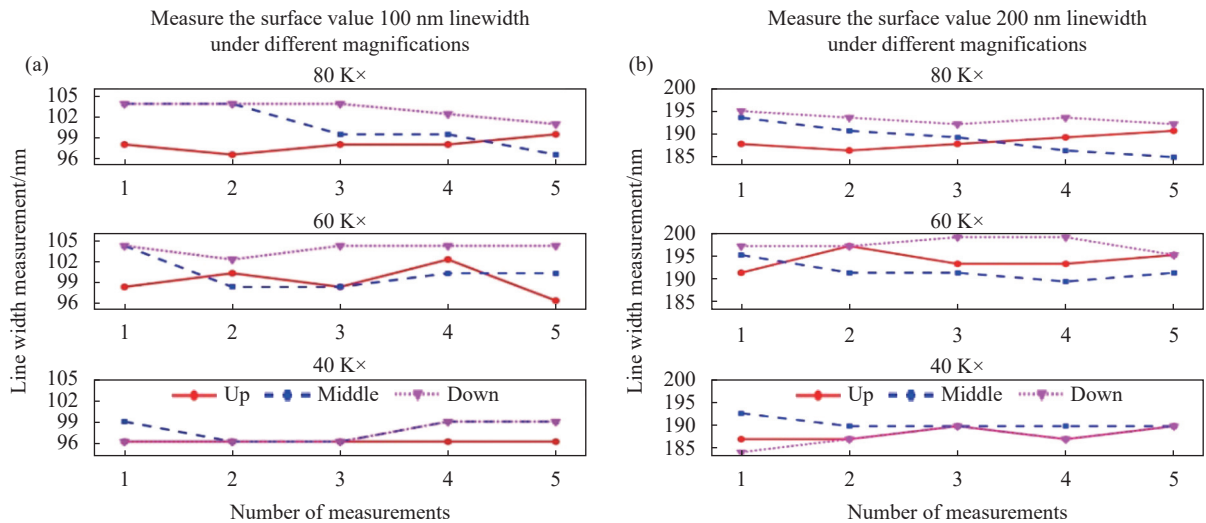 Measure the surface value 100 nm linewidth
under different magnifications
(a)
80 K×
105
102
99
96
1 2 3 4 5
60 K×
105
102
99
96
1 2 3 4 5
40 K×
105
102
99
96
Up Middle Down
1 2 3 4 5
Line width measurement/nm
Number of measurements
Measure the surface value 200 nm linewidth
under different magnifications
(b)
80 K×
200
195
190
185
1 2 3 4 5
60 K×
200
195
190
185
1 2 3 4 5
40 K×
200
195
190
185
Up Middle Down
1 2 3 4 5
Line width measurement/nm
Number of measurements